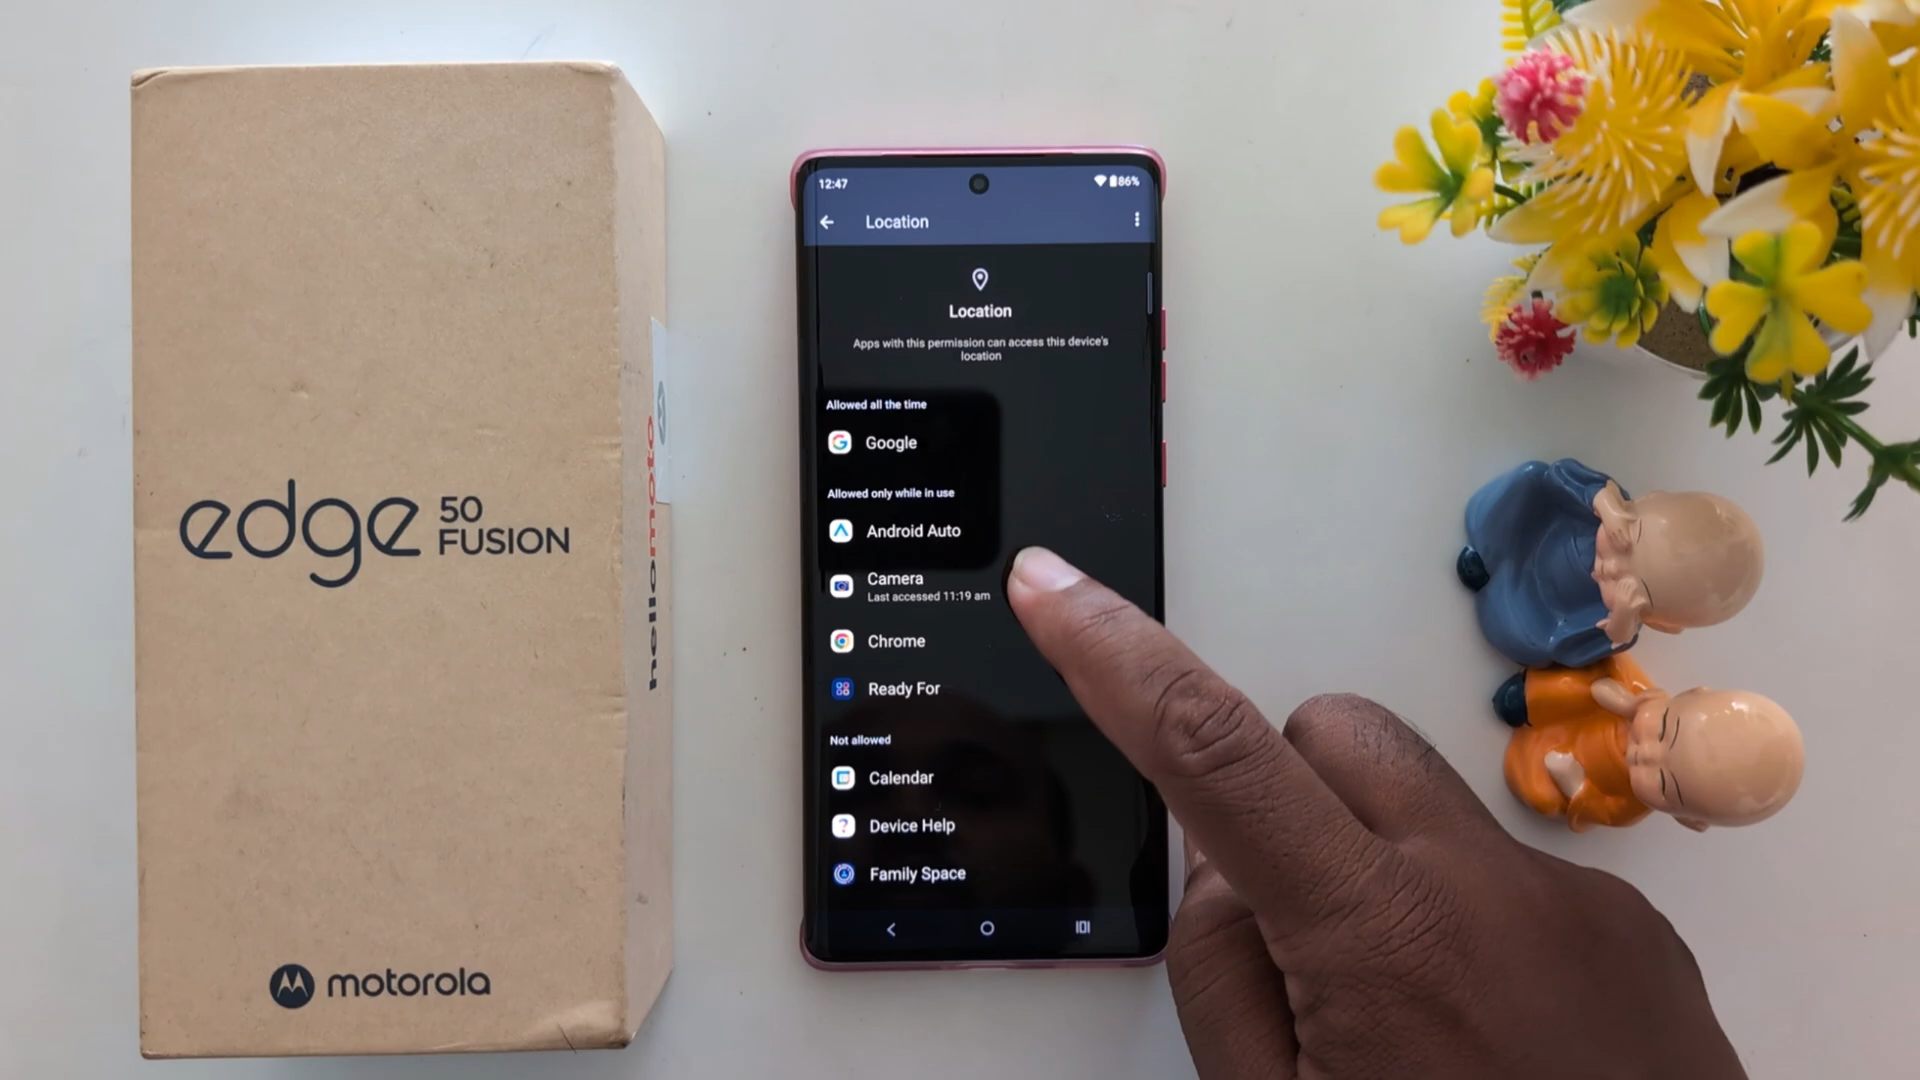 edge 50 FUSION
hellomoto
motorola
12:47
86%
Location
Location
Apps with this permission can access this device's
location
Allowed all the time
Google
Allowed only while in use
Android Auto
Camera
Last accessed 11:19 am
Chrome
Ready For
Not allowed
Calendar
Device Help
Family Space